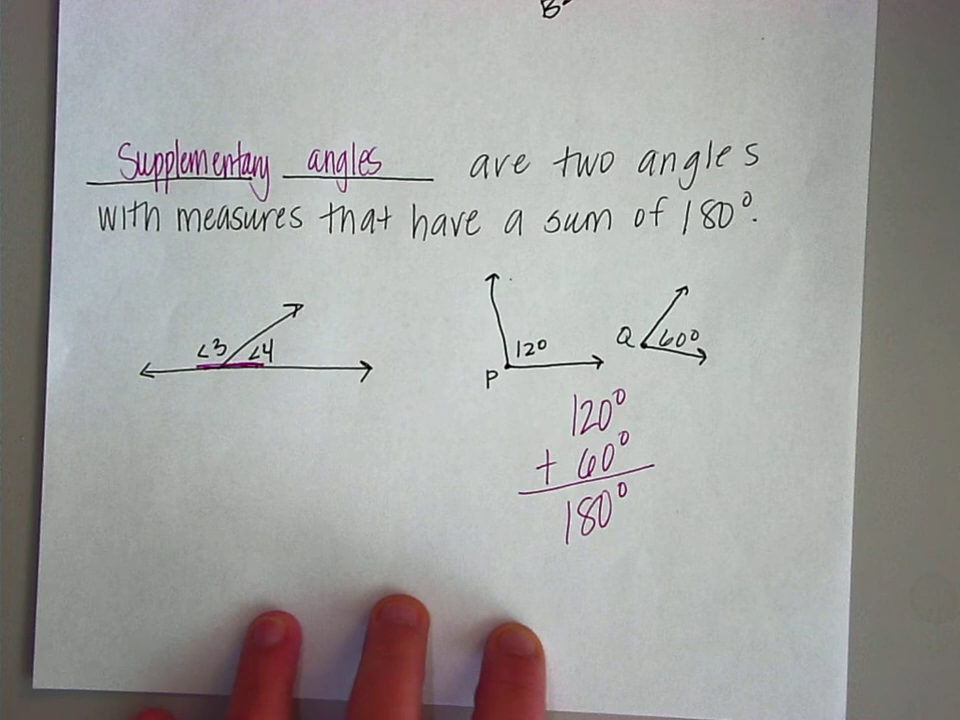 B
Supplementary angles are two angles
with measures that have a sum of 180°.
<3 <4
120
P
Q 60°
120°
+ 60°
180°